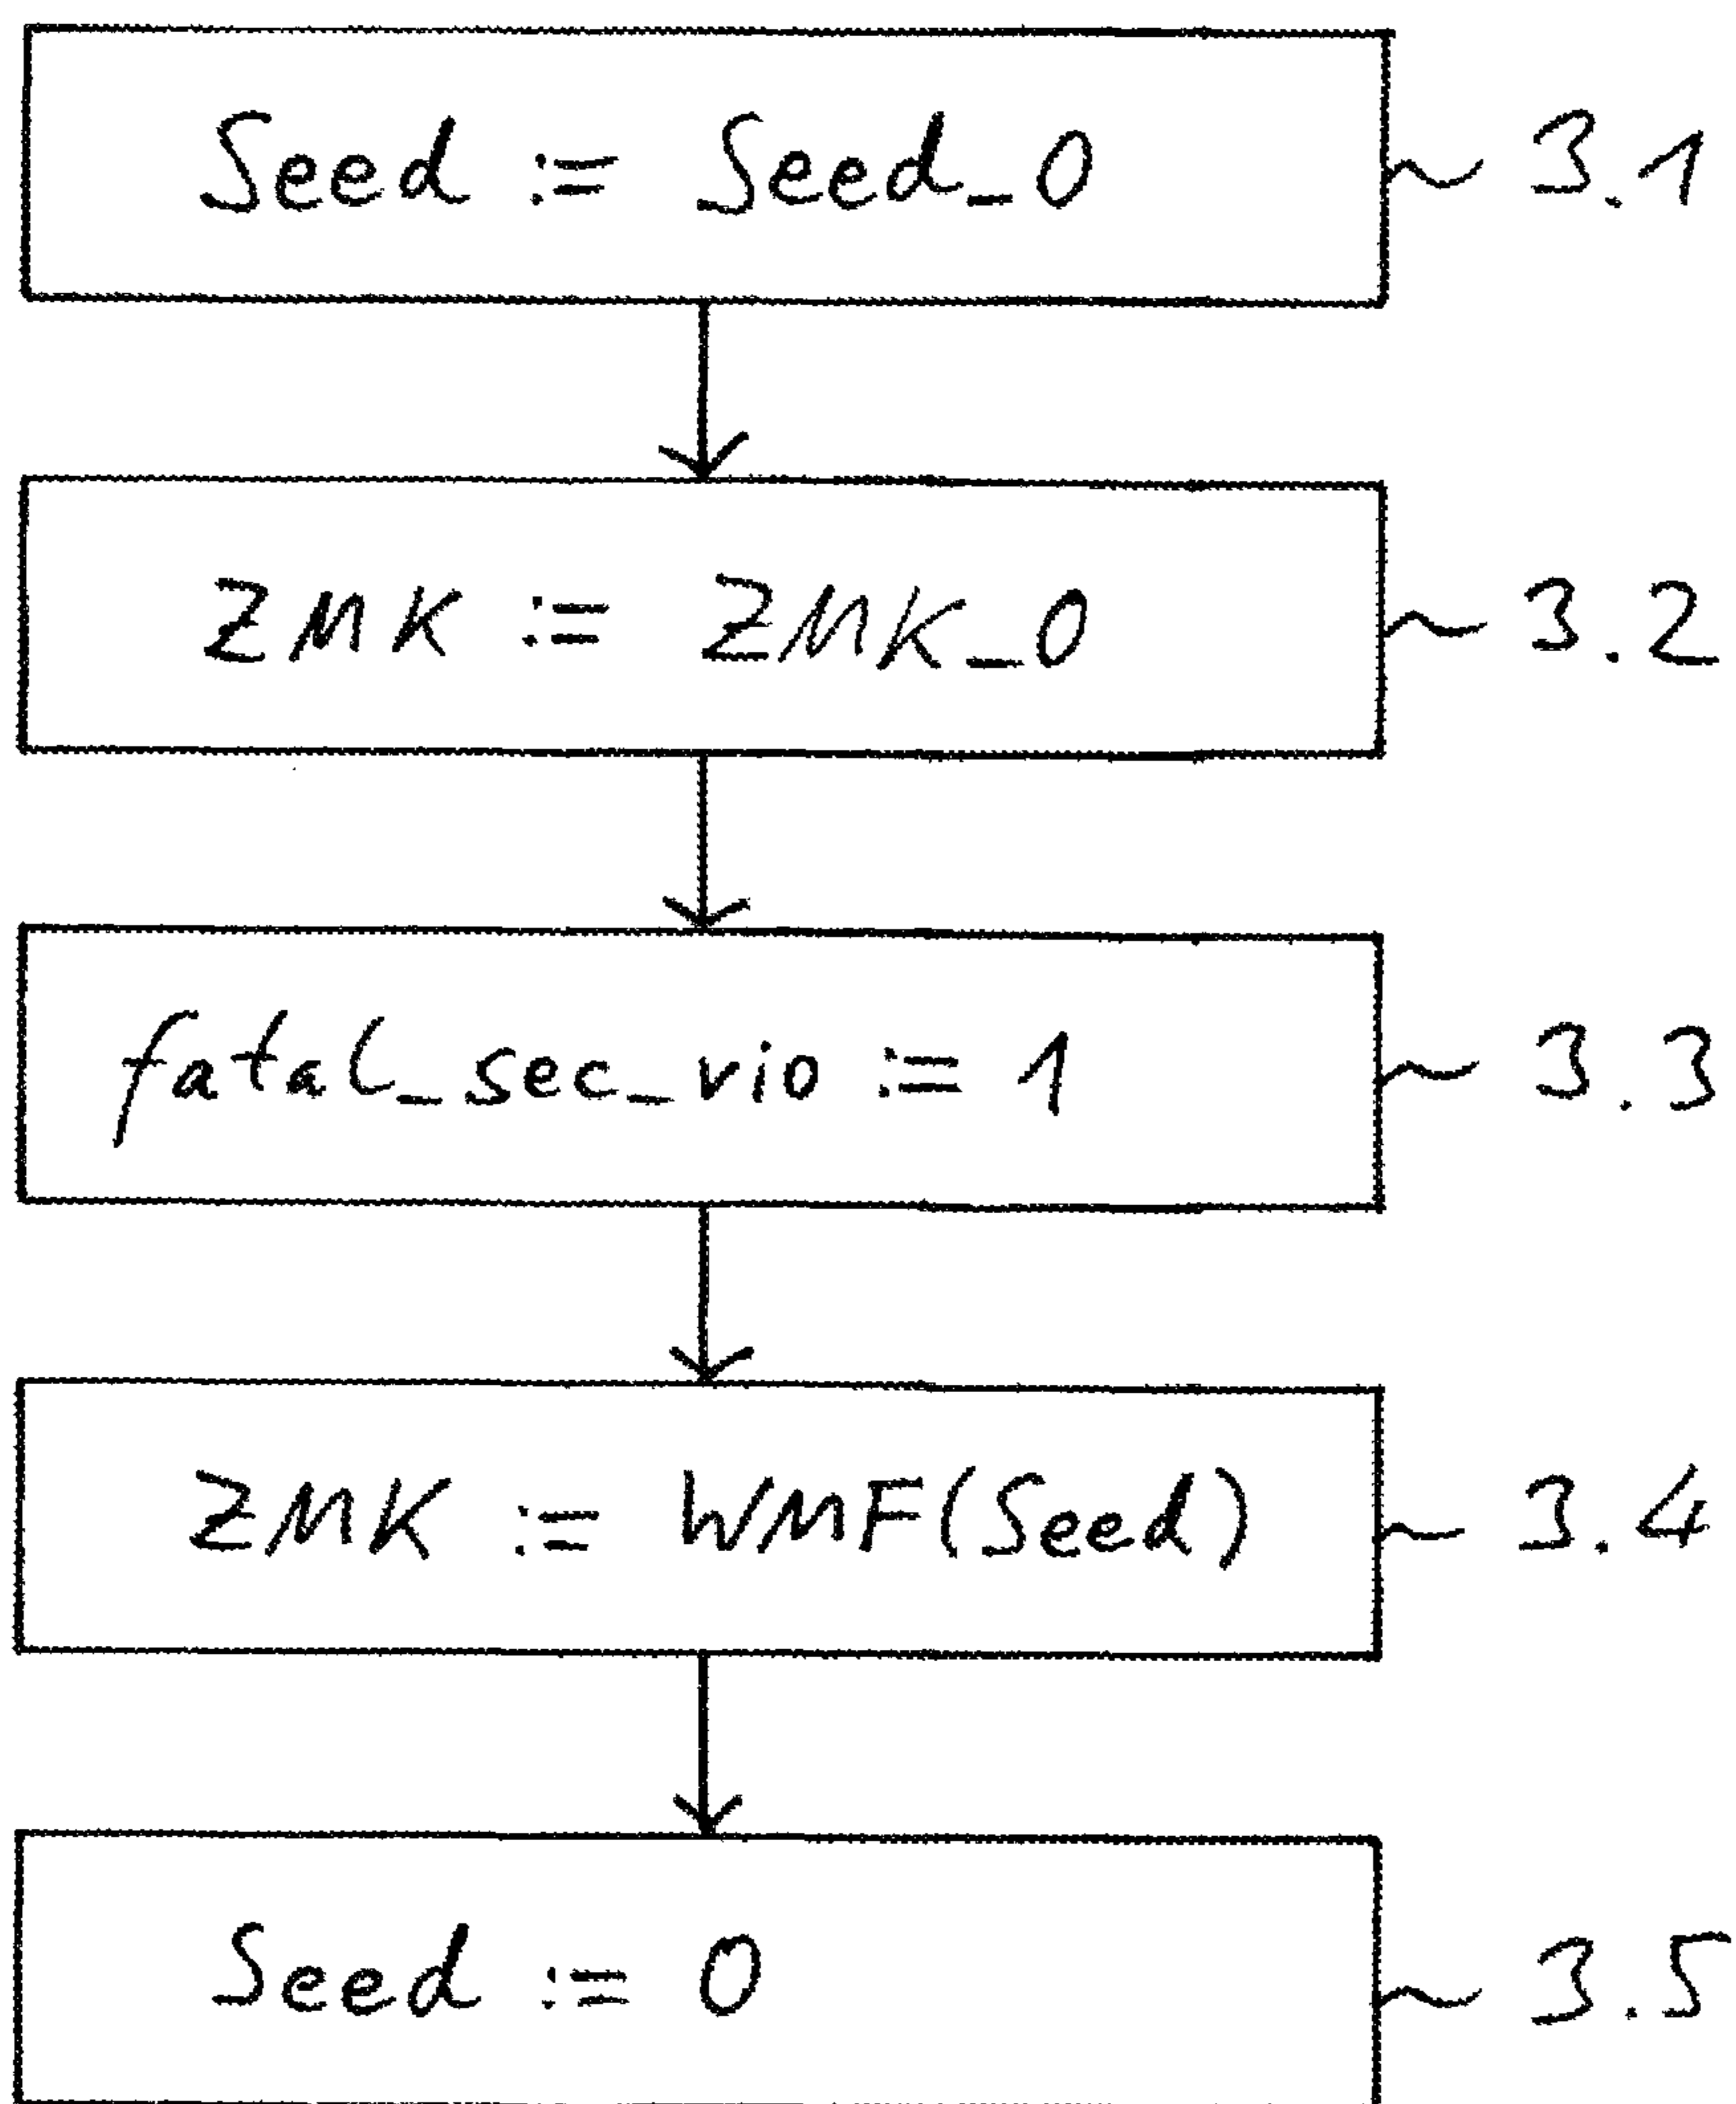 Seed := Seed_0 3.1
ZMK := ZMK_0 3.2
fatal_sec_vio := 1 3.3
ZMK := WMF(Seed) 3.4
Seed := 0 3.5